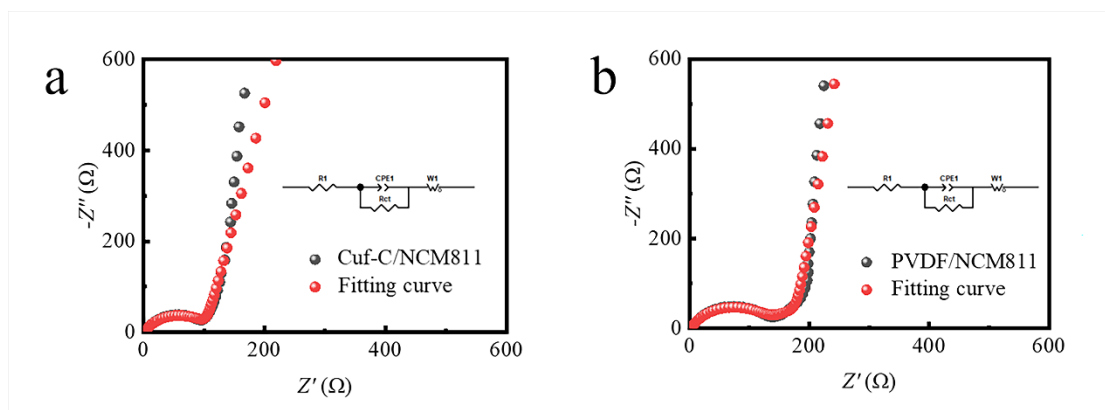 a
600
400
200
0
-Z″ (Ω)
R1
CPE1
Rct
W1
Cuf-C/NCM811
Fitting curve
0
200
400
600
Z′ (Ω)
b
600
400
200
0
-Z″ (Ω)
R1
CPE1
Rct
W1
PVDF/NCM811
Fitting curve
0
200
400
600
Z′ (Ω)